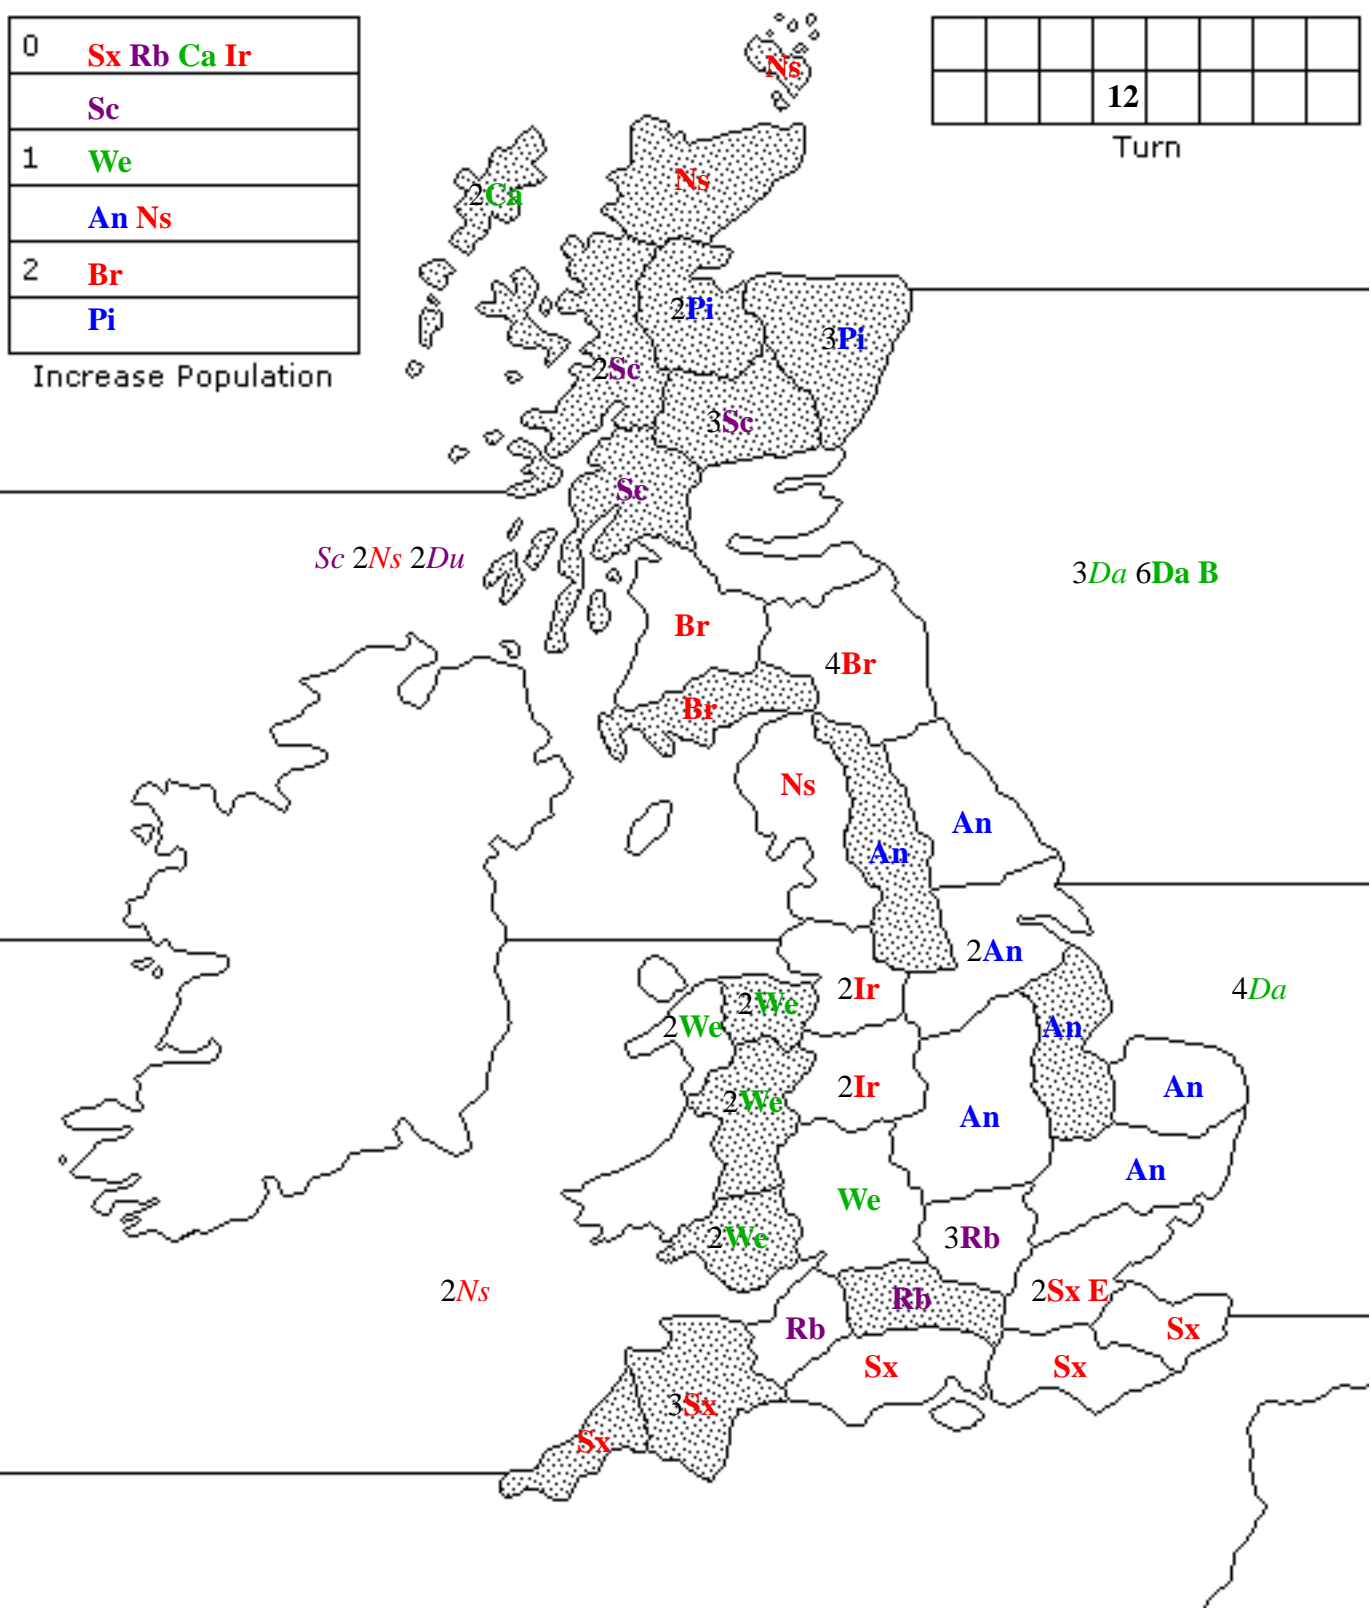 0 Sx Rb Ca Ir
Sc
1 We
An Ns
2 Br
Pi
Increase Population
12
Turn
Ns
Ns
2Ca
2Pi
3Pi
2Sc
3Sc
Sc
Sc 2Ns 2Du
3Da 6Da B
Br
4Br
Br
Ns
An
An
2An
2Ir
4Da
2We
2We
An
2Ir
An
2We
An
An
We
2We
3Rb
2Ns
2Sx E
Rb
Rb
Sx
Sx
Sx
3Sx
Sx